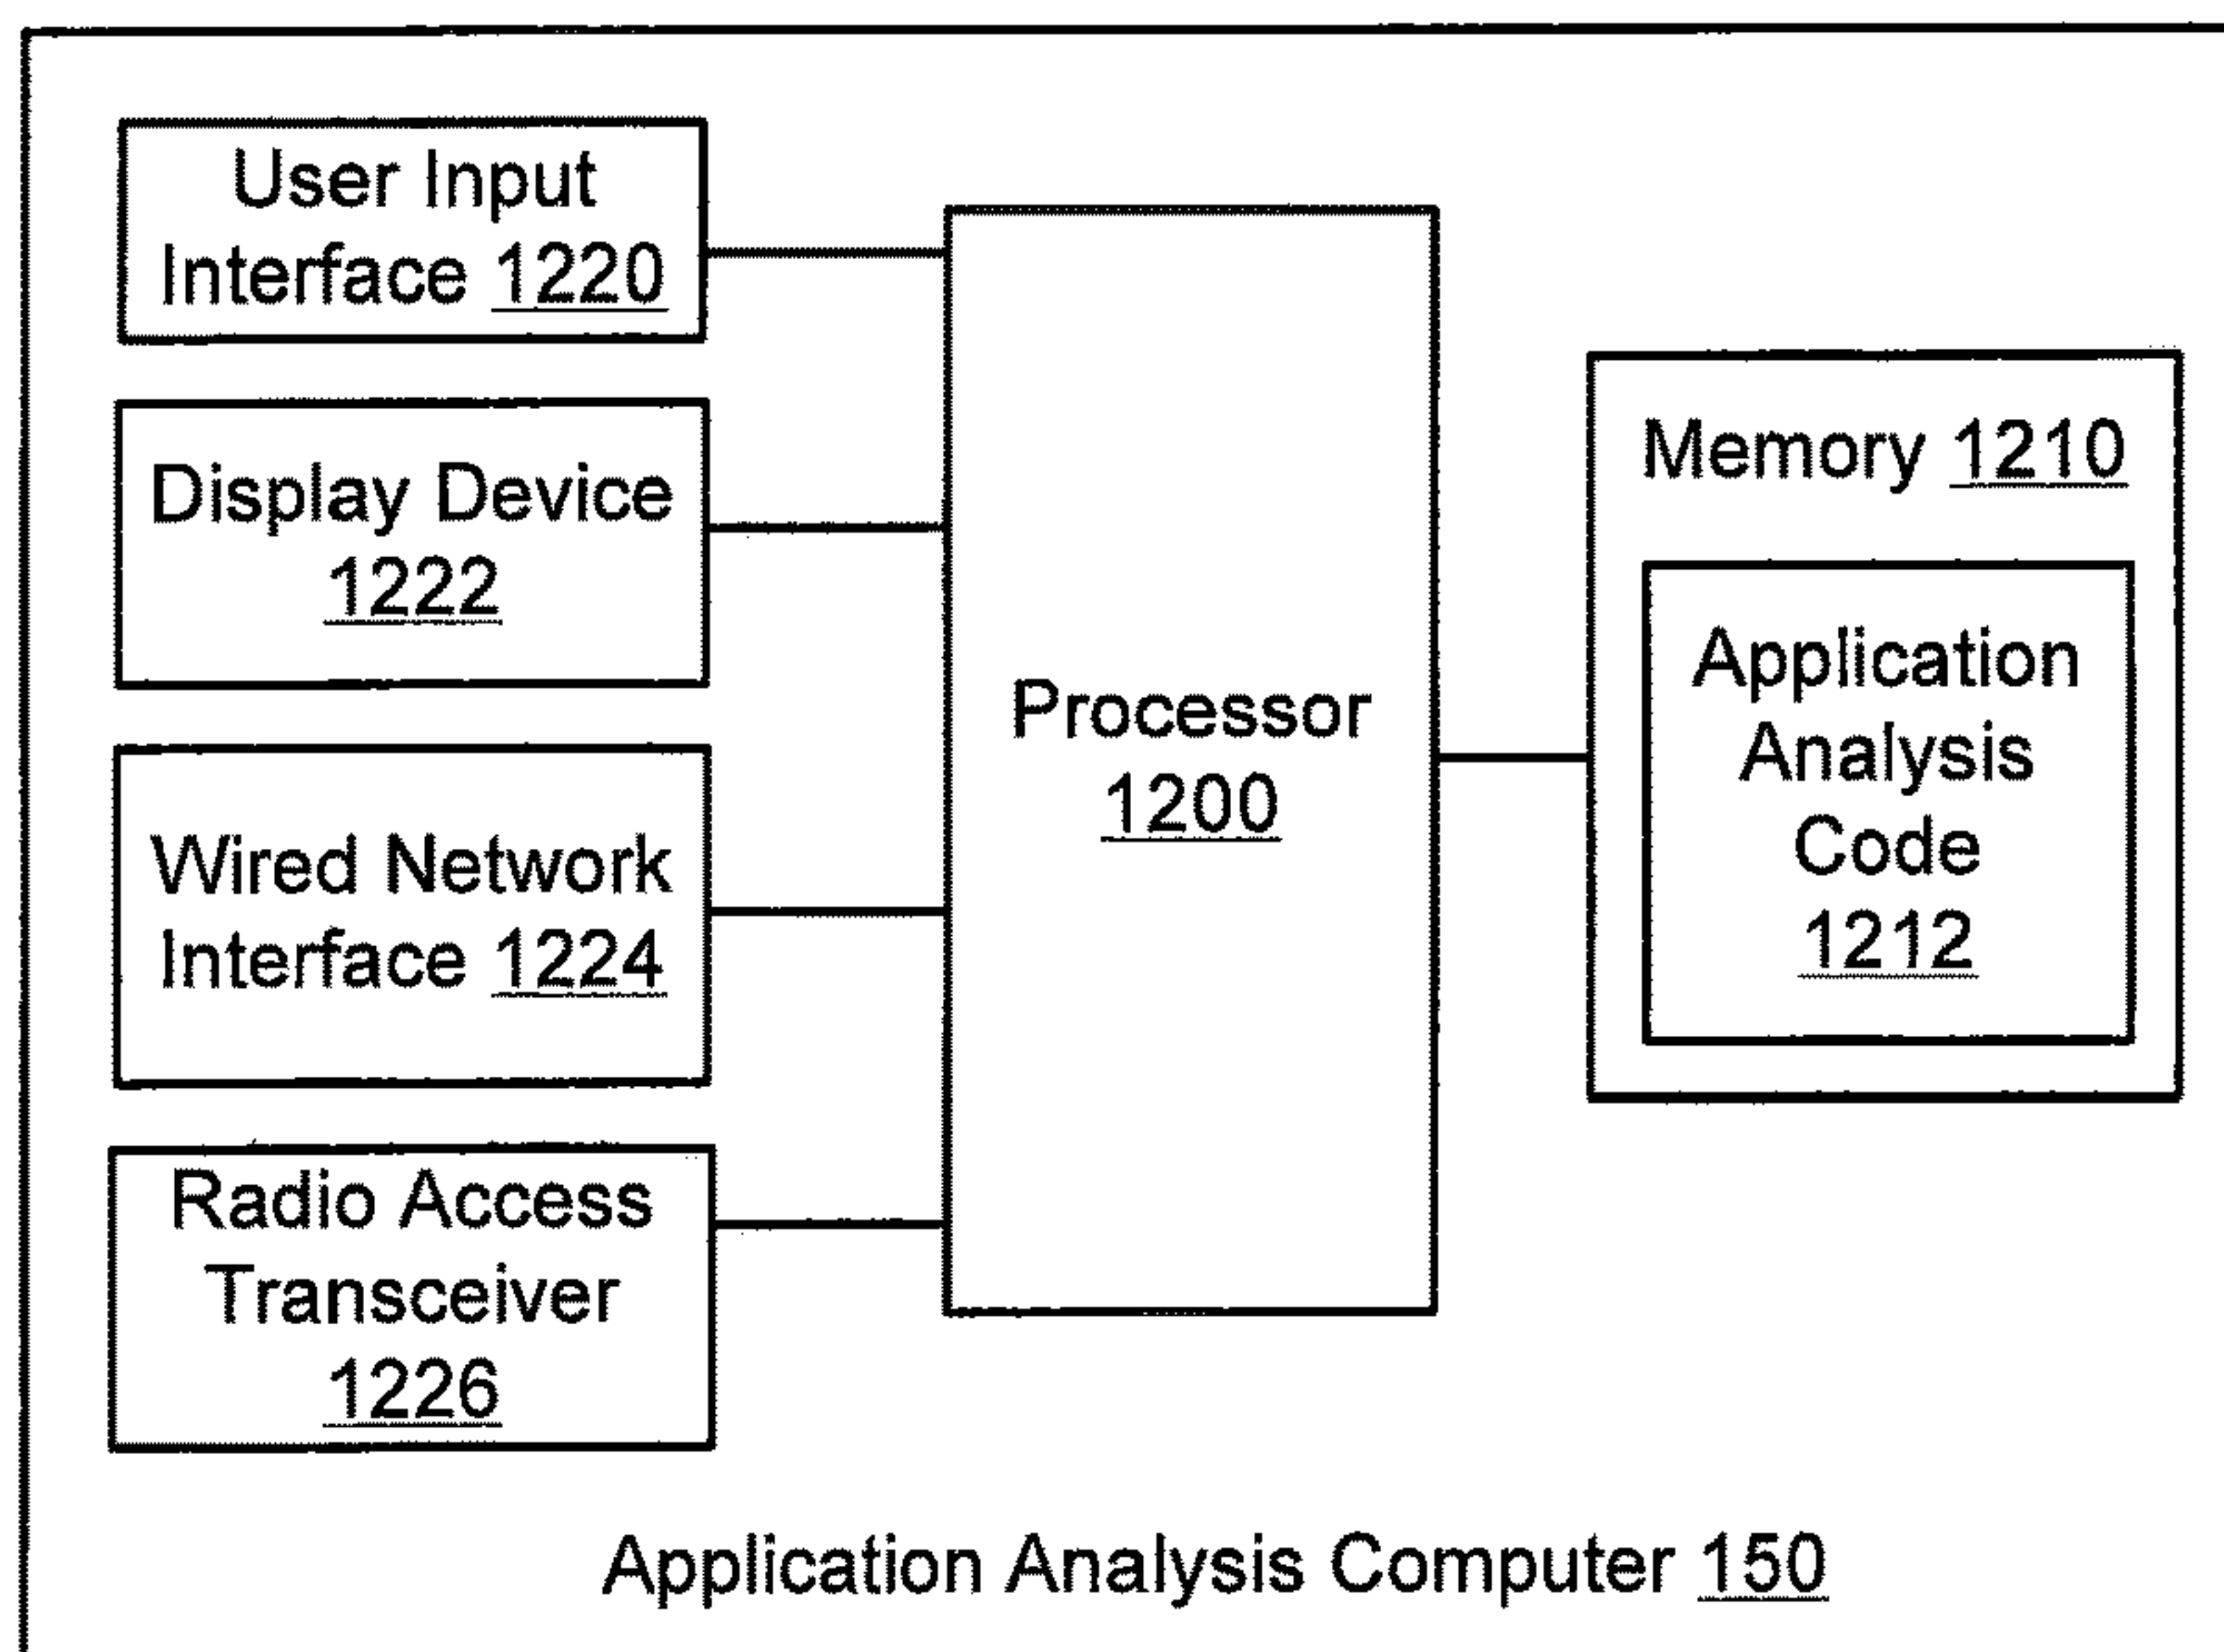 User Input
Interface 1220
Display Device
1222
Wired Network
Interface 1224
Radio Access
Transceiver
1226
Processor
1200
Memory 1210
Application
Analysis
Code
1212
Application Analysis Computer 150